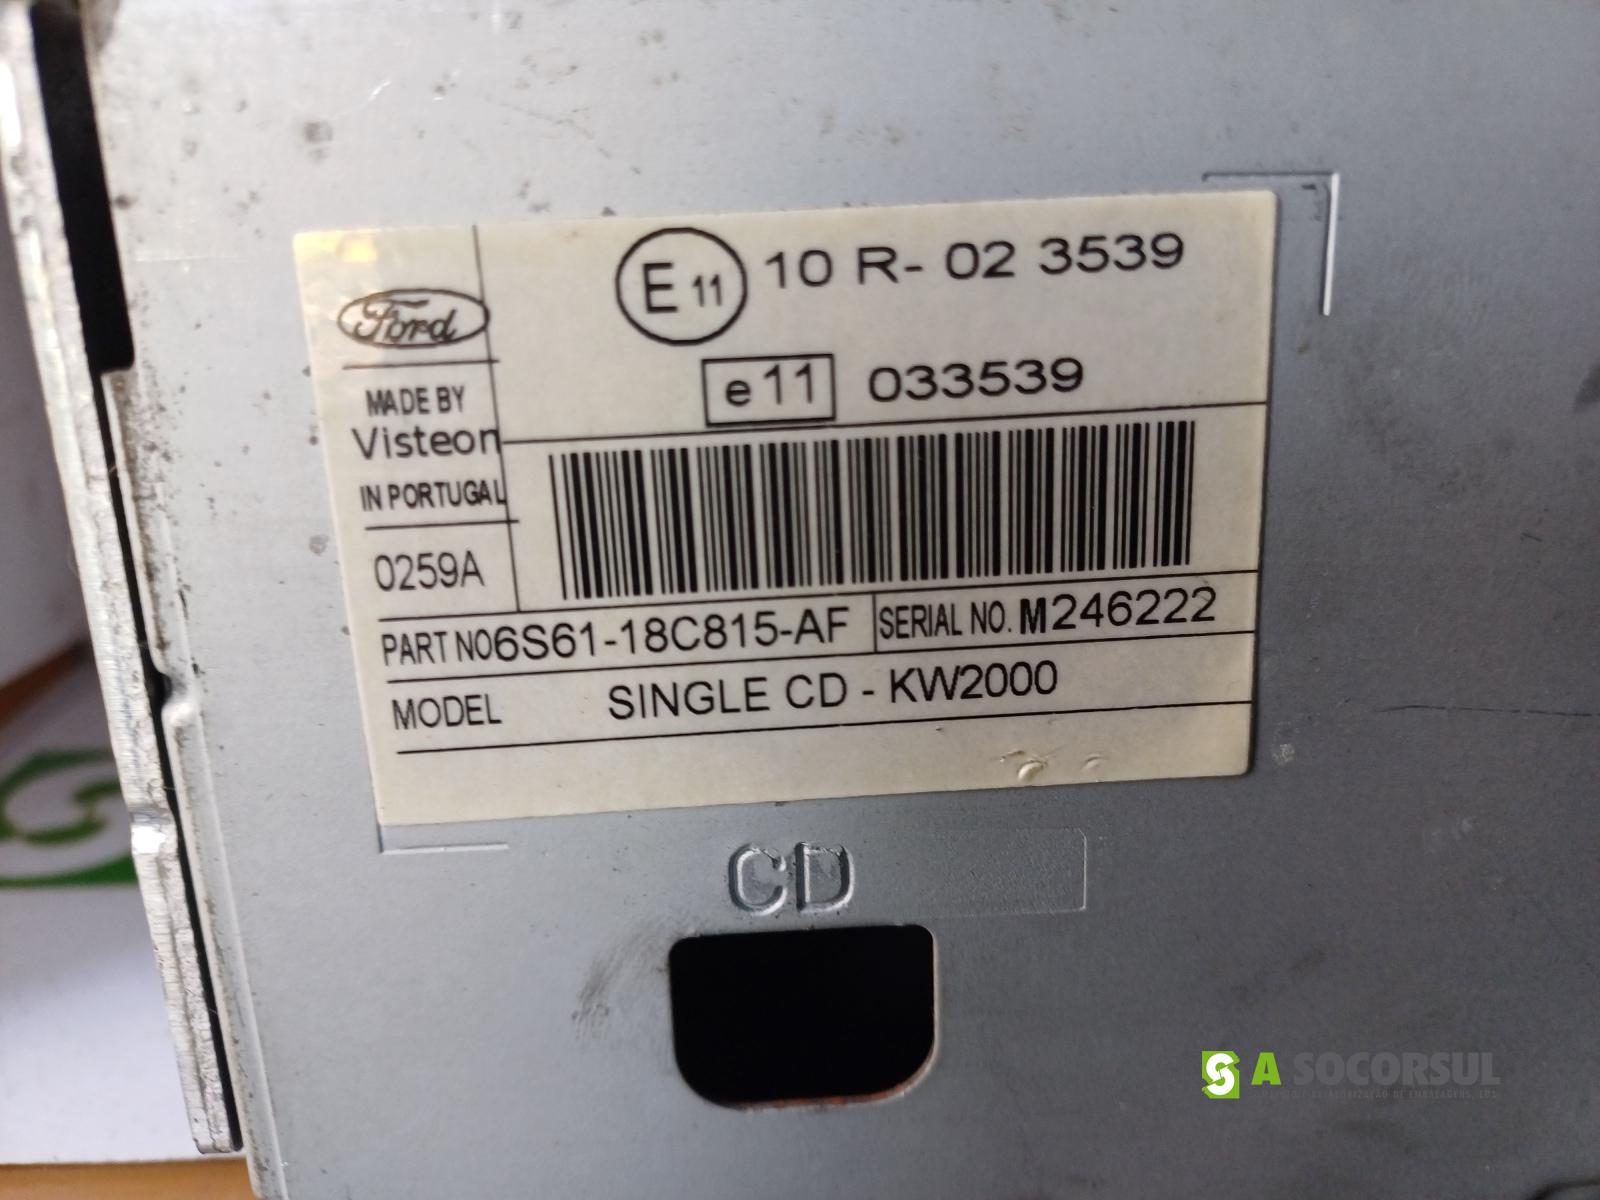 Ford
MADE BY
Visteon
IN PORTUGAL
0259A
E 11 10 R- 02 3539
e11 033539
PART NO6S61-18C815-AF SERIAL NO. M246222
MODEL SINGLE CD - KW2000
CD
A SOCORSUL